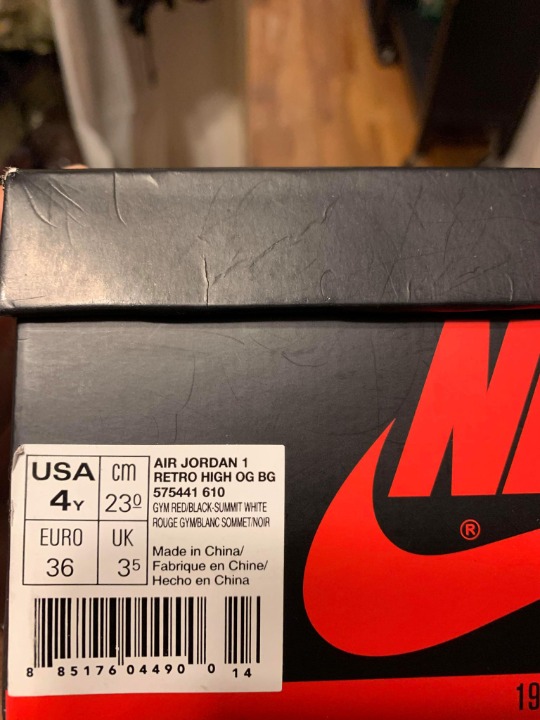 NI
®
USA
4Y
cm
23.0
EURO
36
UK
3.5
AIR JORDAN 1
RETRO HIGH OG BG
575441 610
GYM RED/BLACK-SUMMIT WHITE
ROUGE GYM/BLANC SOMMET/NOIR
Made in China/
Fabrique en Chine/
Hecho en China
8 85176 04490 0 14
19